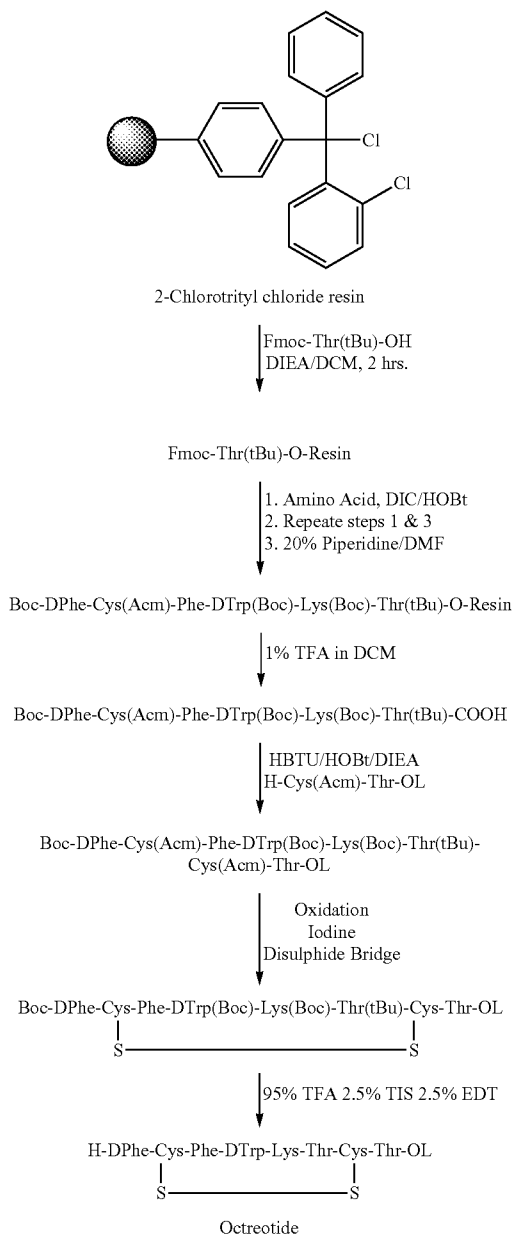 Cl
Cl
2-Chlorotrityl chloride resin
Fmoc-Thr(tBu)-OH
DIEA/DCM, 2 hrs.
Fmoc-Thr(tBu)-O-Resin
1. Amino Acid, DIC/HOBt
2. Repeate steps 1 & 3
3. 20% Piperidine/DMF
Boc-DPhe-Cys(Acm)-Phe-DTrp(Boc)-Lys(Boc)-Thr(tBu)-O-Resin
1% TFA in DCM
Boc-DPhe-Cys(Acm)-Phe-DTrp(Boc)-Lys(Boc)-Thr(tBu)-COOH
HBTU/HOBt/DIEA
H-Cys(Acm)-Thr-OL
Boc-DPhe-Cys(Acm)-Phe-DTrp(Boc)-Lys(Boc)-Thr(tBu)-
Cys(Acm)-Thr-OL
Oxidation
Iodine
Disulphide Bridge
Boc-DPhe-Cys-Phe-DTrp(Boc)-Lys(Boc)-Thr(tBu)-Cys-Thr-OL
S S
95% TFA 2.5% TIS 2.5% EDT
H-DPhe-Cys-Phe-DTrp-Lys-Thr-Cys-Thr-OL
S S
Octreotide